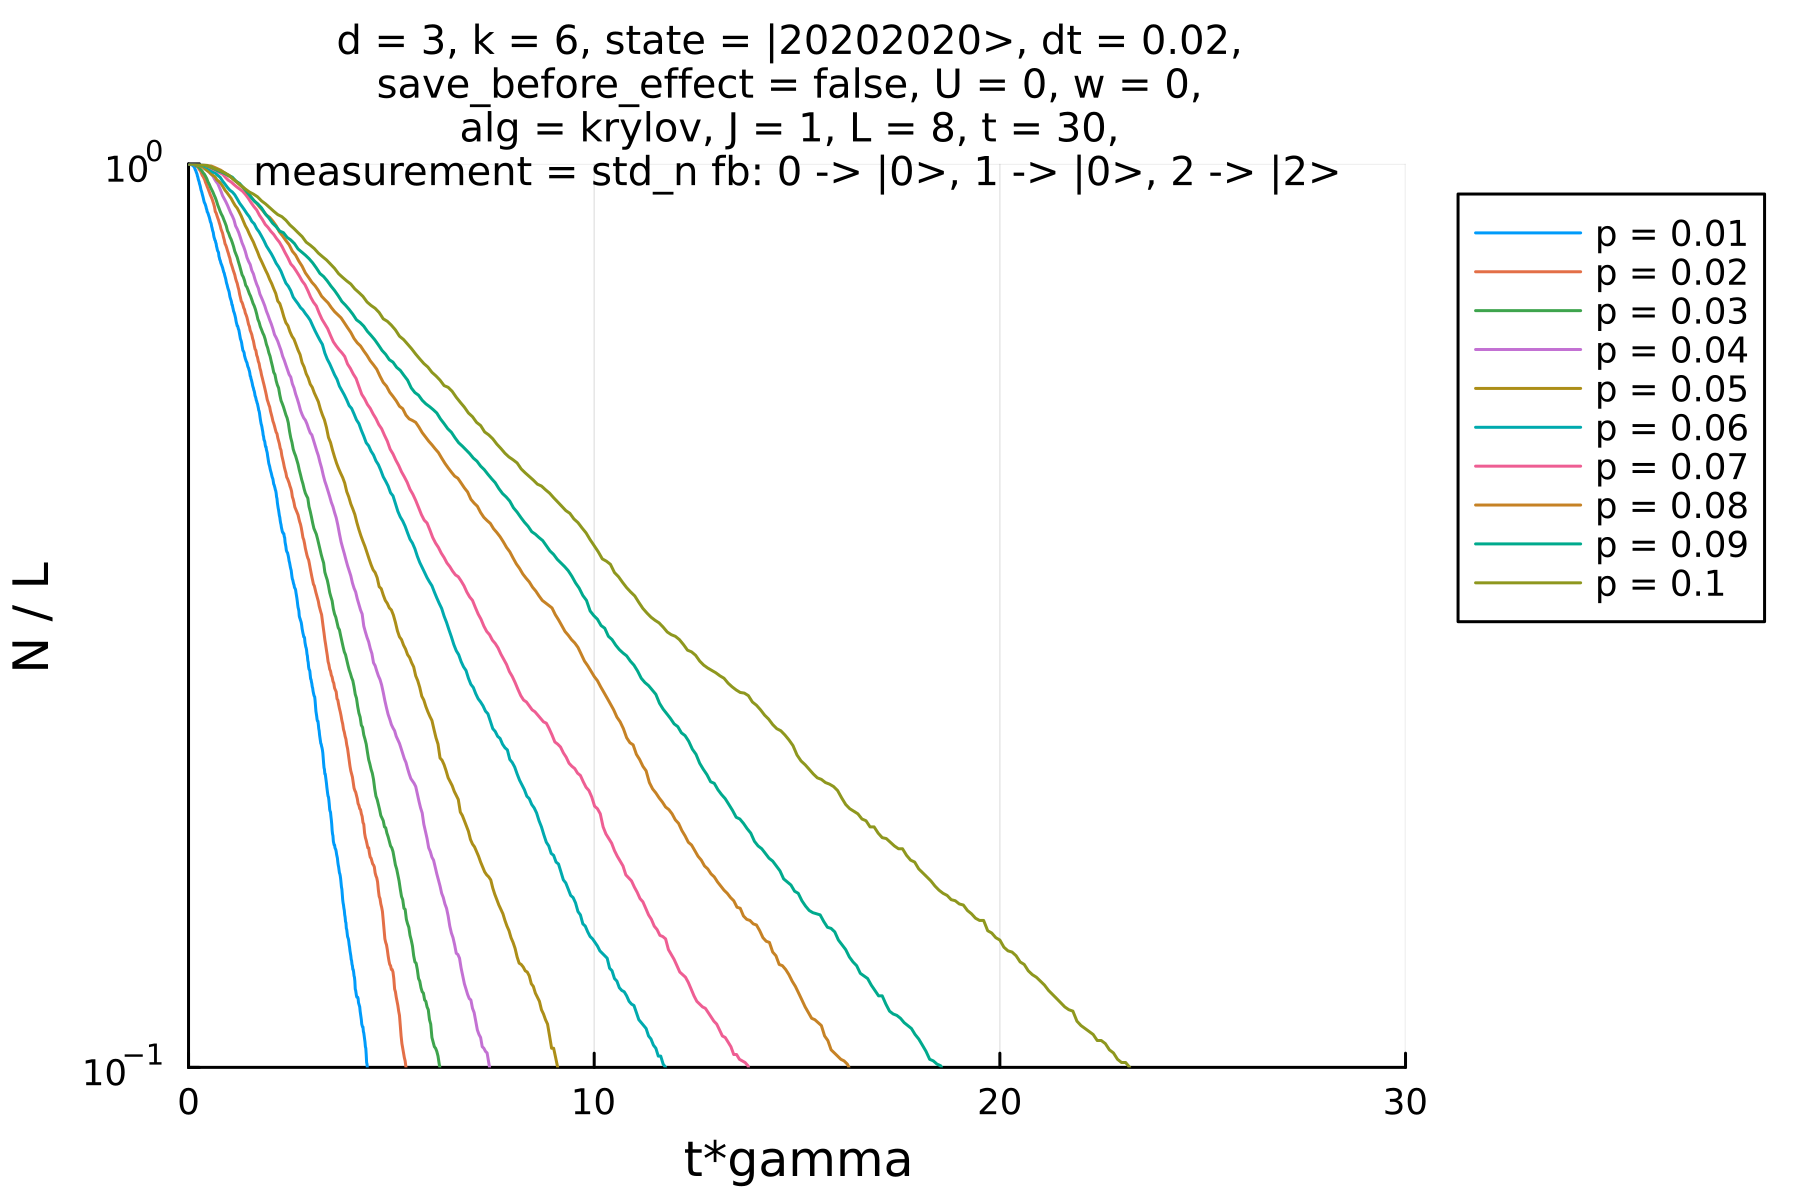 d = 3, k = 6, state = |20202020>, dt = 0.02,
save_before_effect = false, U = 0, w = 0,
alg = krylov, J = 1, L = 8, t = 30,
measurement = std_n fb: 0 -> |0>, 1 -> |0>, 2 -> |2>
10⁰
10⁻¹
N / L
0 10 20 30
t*gamma
p = 0.01
p = 0.02
p = 0.03
p = 0.04
p = 0.05
p = 0.06
p = 0.07
p = 0.08
p = 0.09
p = 0.1